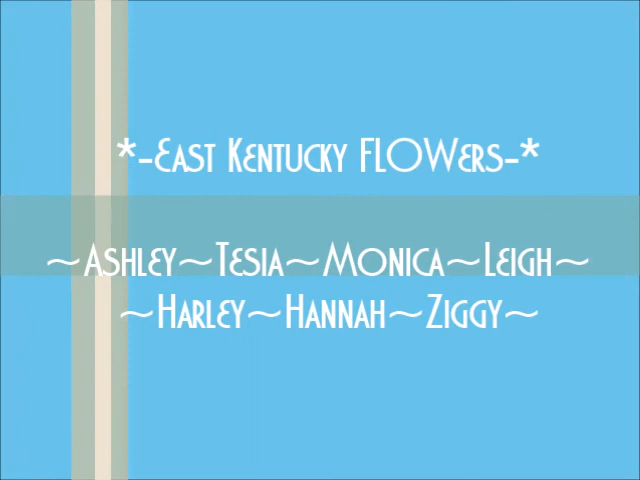 *-East Kentucky FLOWers-*
~Ashley~Tesia~Monica~Leigh~
~Harley~Hannah~Ziggy~